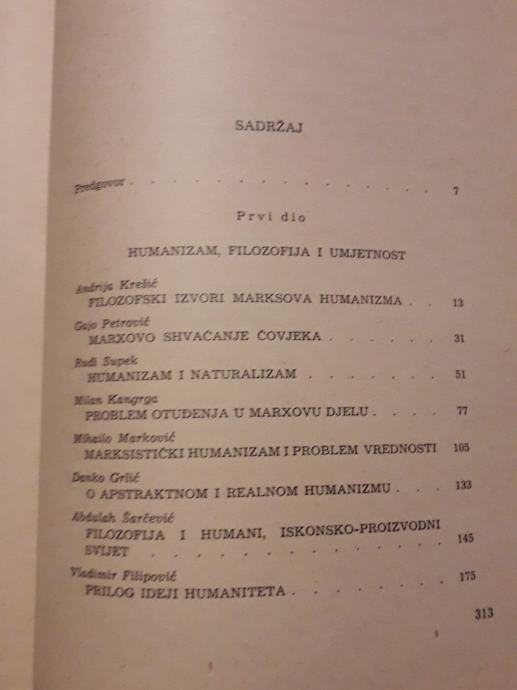 SADRŽAJ
Predgovor . . . . . . . . . . . . . . . 7
Prvi dio
HUMANIZAM, FILOZOFIJA I UMJETNOST
Andrija Krešić
FILOZOFSKI IZVORI MARKSOVA HUMANIZMA . . 13
Gajo Petrović
MARXOVO SHVAĆANJE ČOVJEKA . . . . . . 31
Rudi Supek
HUMANIZAM I NATURALIZAM . . . . . . . 51
Milan Kangrga
PROBLEM OTUĐENJA U MARXOVU DJELU . . . . 77
Mihailo Marković
MARKSISTIČKI HUMANIZAM I PROBLEM VREDNOSTI 105
Danko Grlić
O APSTRAKTNOM I REALNOM HUMANIZMU . . . 133
Abdulah Šarčević
FILOZOFIJA I HUMANI, ISKONSKO-PROIZVODNI
SVIJET . . . . . . . . . . . . . 145
Vladimir Filipović
PRILOG IDEJI HUMANITETA . . . . . . . . 175
313